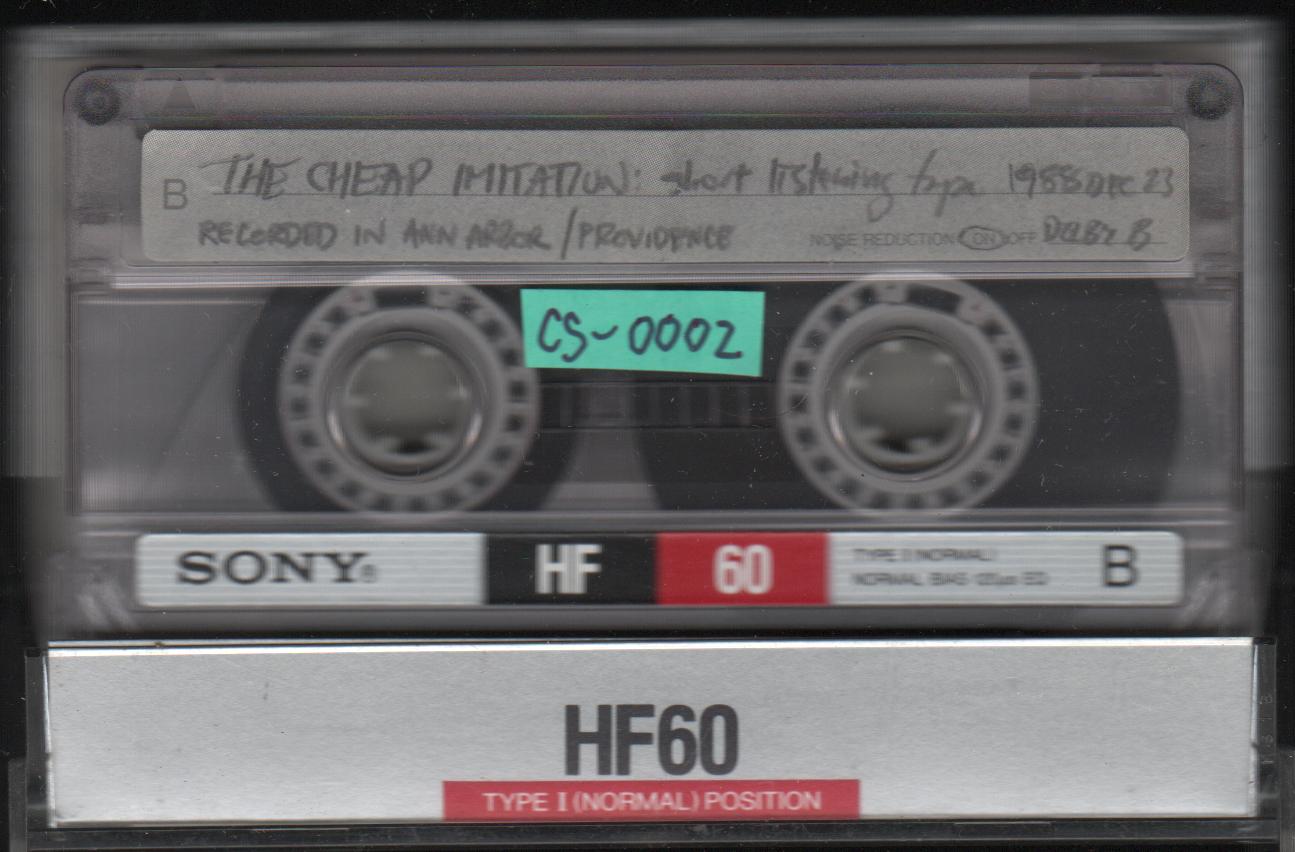 B THE CHEAP IMITATION: short listening tape 1988 DEC 23
RECORDED IN ANN ARBOR / PROVIDENCE NOISE REDUCTION ON OFF DOLBY B
CS-0002
SONY® HF 60 TYPE I (NORMAL) B
NORMAL BIAS 120µs EQ
HF60
TYPE I (NORMAL) POSITION